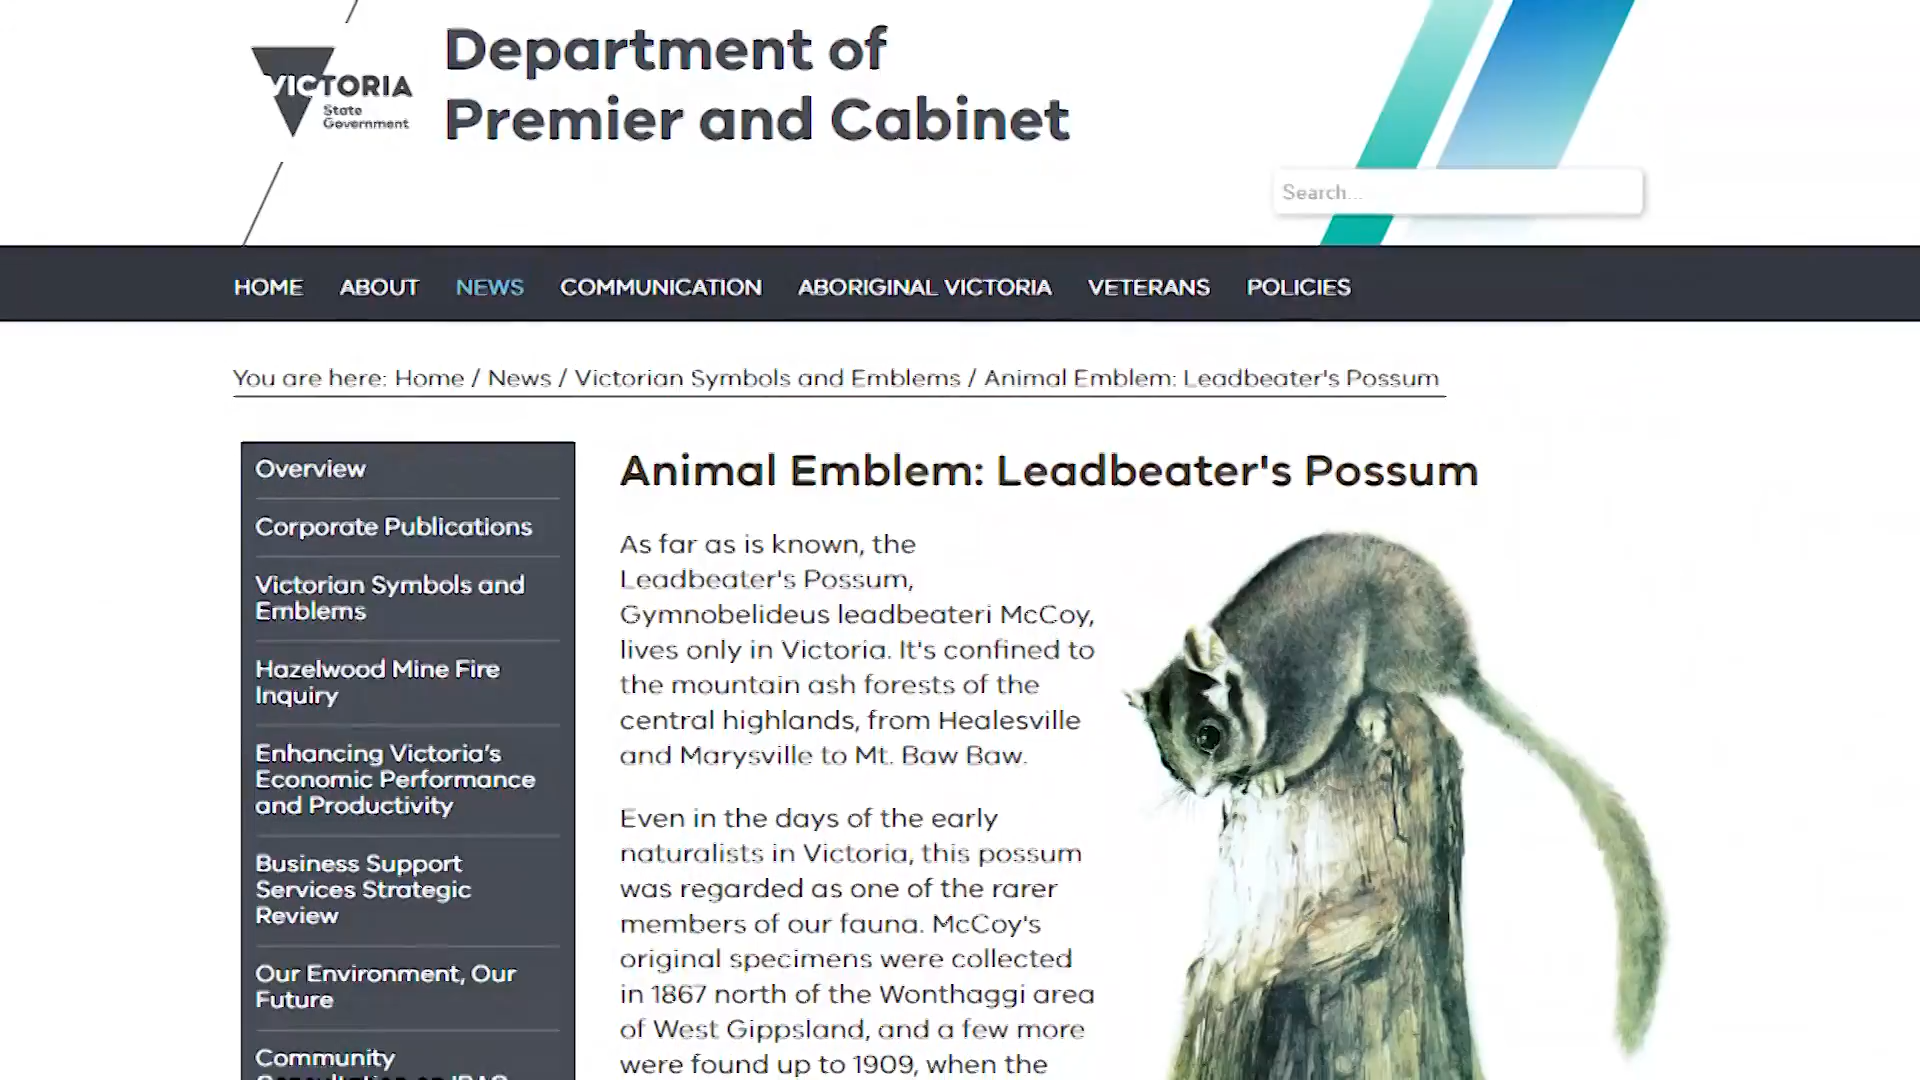 VICTORIA
State
Government
Department of
Premier and Cabinet
Search...
HOME ABOUT NEWS COMMUNICATION ABORIGINAL VICTORIA VETERANS POLICIES
You are here: Home / News / Victorian Symbols and Emblems / Animal Emblem: Leadbeater's Possum
Overview
Corporate Publications
Victorian Symbols and
Emblems
Hazelwood Mine Fire
Inquiry
Enhancing Victoria's
Economic Performance
and Productivity
Business Support
Services Strategic
Review
Our Environment, Our
Future
Community
Animal Emblem: Leadbeater's Possum
As far as is known, the
Leadbeater's Possum,
Gymnobelideus leadbeateri McCoy,
lives only in Victoria. It's confined to
the mountain ash forests of the
central highlands, from Healesville
and Marysville to Mt. Baw Baw.
Even in the days of the early
naturalists in Victoria, this possum
was regarded as one of the rarer
members of our fauna. McCoy's
original specimens were collected
in 1867 north of the Wonthaggi area
of West Gippsland, and a few more
were found up to 1909, when the